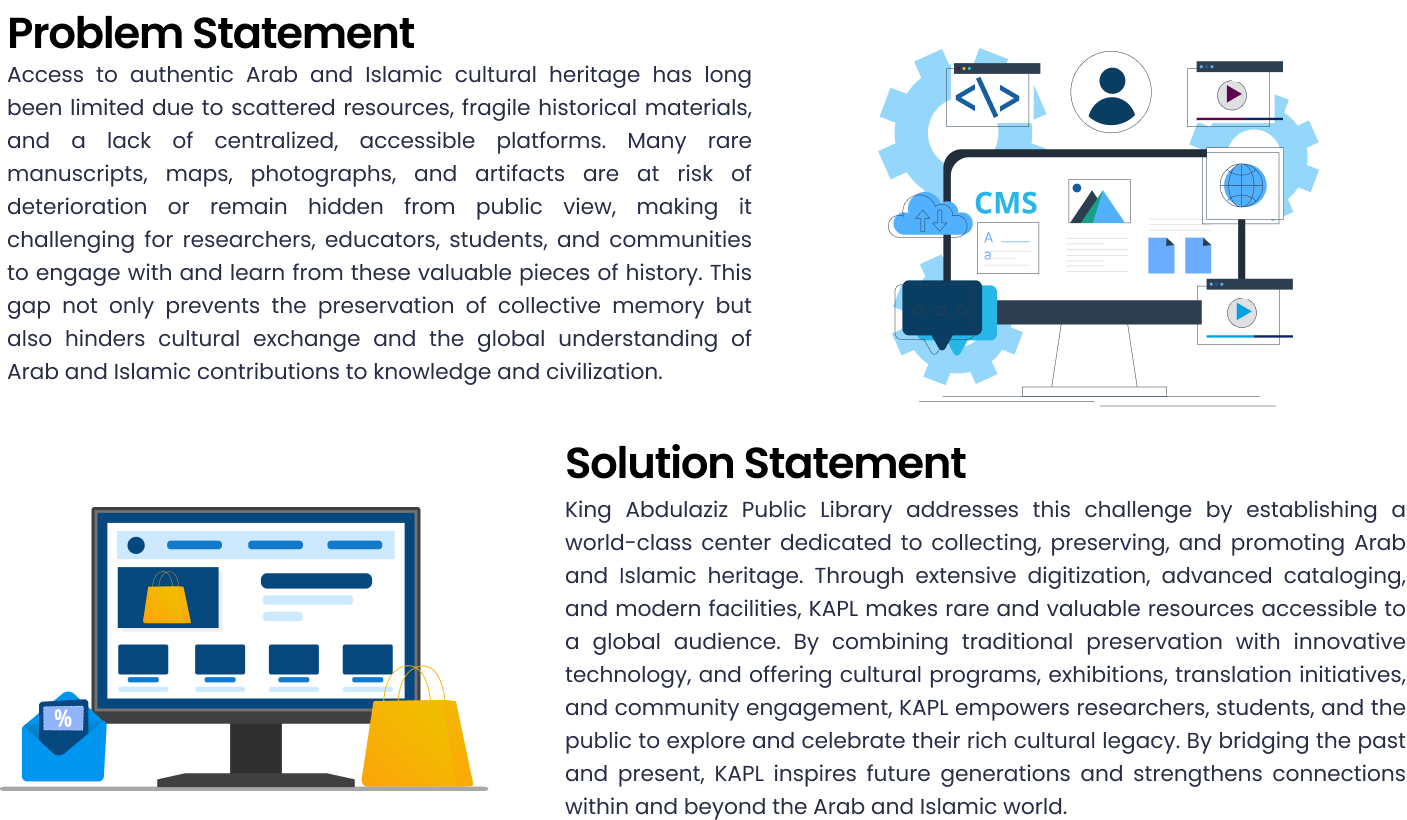 Problem Statement
Access to authentic Arab and Islamic cultural heritage has long
been limited due to scattered resources, fragile historical materials,
and a lack of centralized, accessible platforms. Many rare
manuscripts, maps, photographs, and artifacts are at risk of
deterioration or remain hidden from public view, making it
challenging for researchers, educators, students, and communities
to engage with and learn from these valuable pieces of history. This
gap not only prevents the preservation of collective memory but
also hinders cultural exchange and the global understanding of
Arab and Islamic contributions to knowledge and civilization.
</>
CMS
A
a
Solution Statement
King Abdulaziz Public Library addresses this challenge by establishing a
world-class center dedicated to collecting, preserving, and promoting Arab
and Islamic heritage. Through extensive digitization, advanced cataloging,
and modern facilities, KAPL makes rare and valuable resources accessible to
a global audience. By combining traditional preservation with innovative
technology, and offering cultural programs, exhibitions, translation initiatives,
and community engagement, KAPL empowers researchers, students, and the
public to explore and celebrate their rich cultural legacy. By bridging the past
and present, KAPL inspires future generations and strengthens connections
within and beyond the Arab and Islamic world.
%